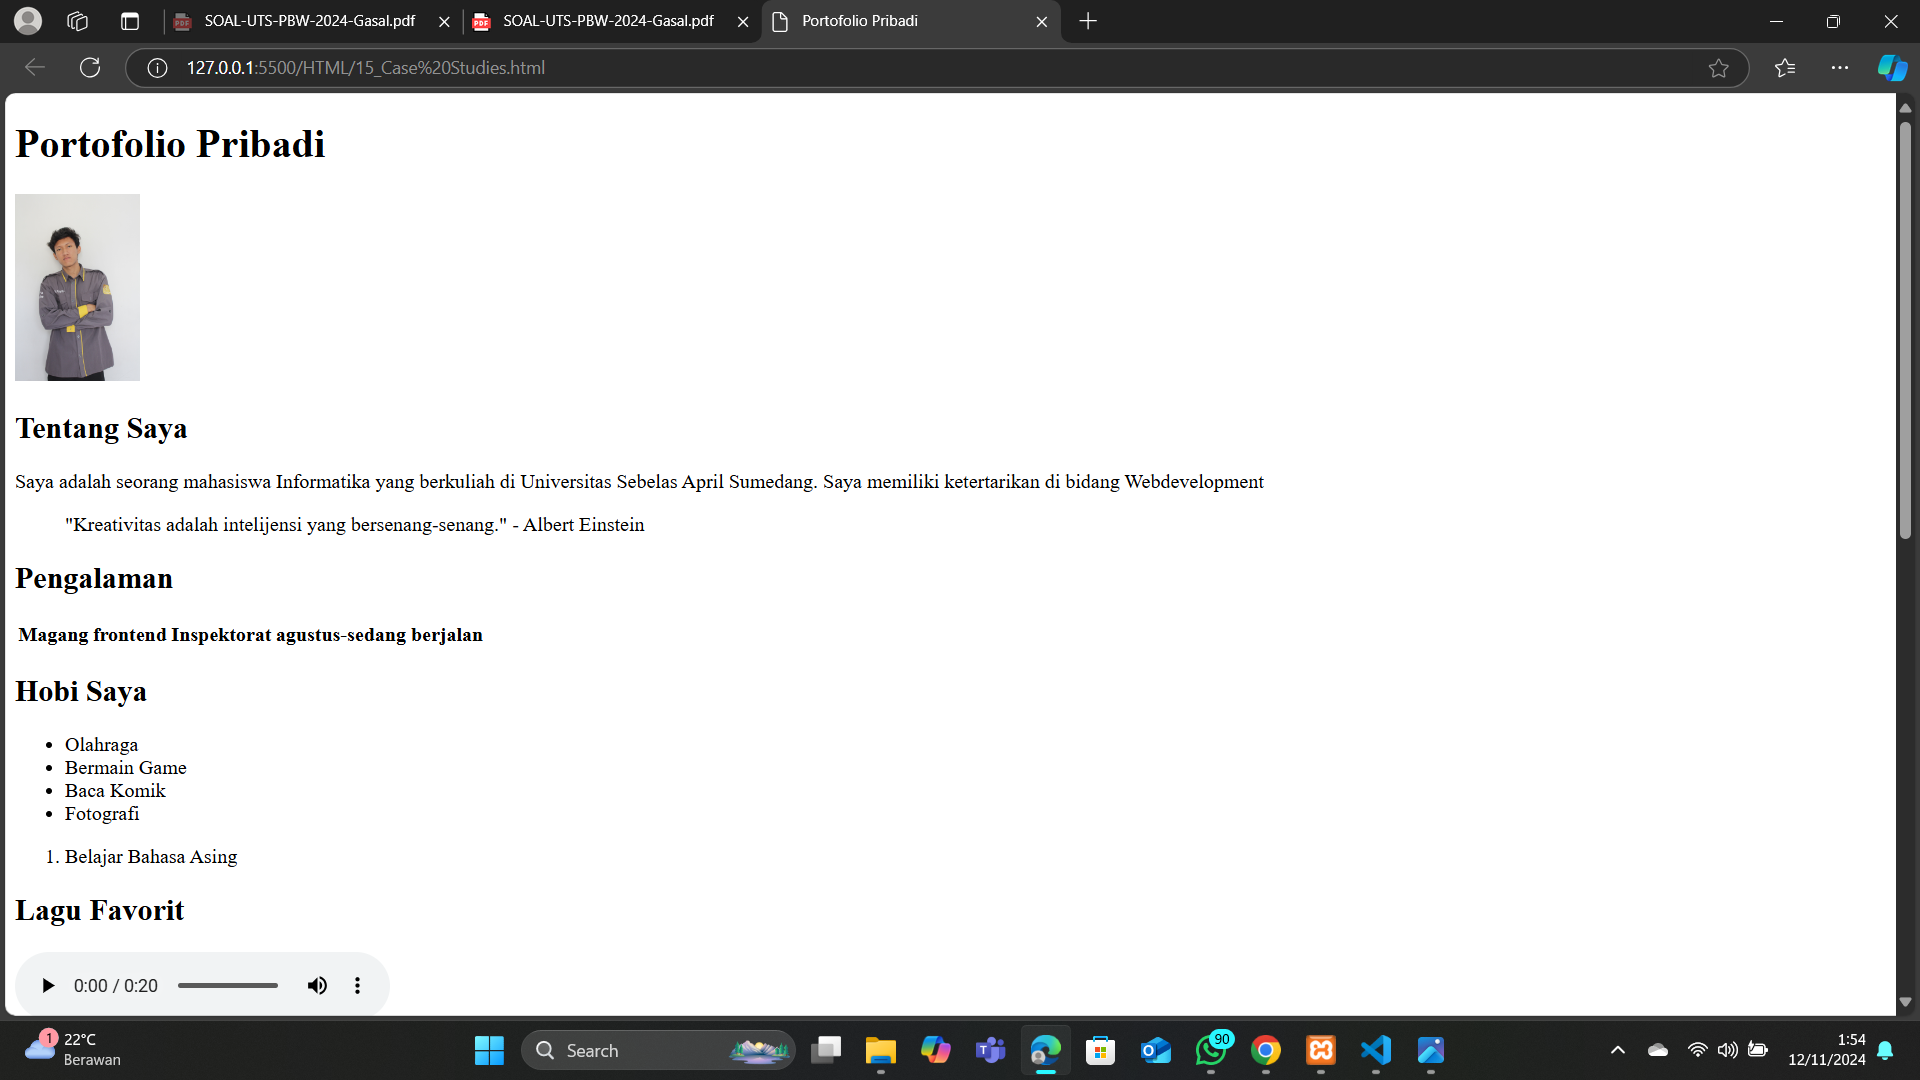 SOAL-UTS-PBW-2024-Gasal.pdf
SOAL-UTS-PBW-2024-Gasal.pdf
Portofolio Pribadi
127.0.0.1:5500/HTML/15_Case%20Studies.html
Portofolio Pribadi
Tentang Saya
Saya adalah seorang mahasiswa Informatika yang berkuliah di Universitas Sebelas April Sumedang. Saya memiliki ketertarikan di bidang Webdevelopment
"Kreativitas adalah intelijensi yang bersenang-senang." - Albert Einstein
Pengalaman
Magang frontend Inspektorat agustus-sedang berjalan
Hobi Saya
• Olahraga
• Bermain Game
• Baca Komik
• Fotografi
1. Belajar Bahasa Asing
Lagu Favorit
0:00 / 0:20
1
22°C
Berawan
Search
90
1:54
12/11/2024